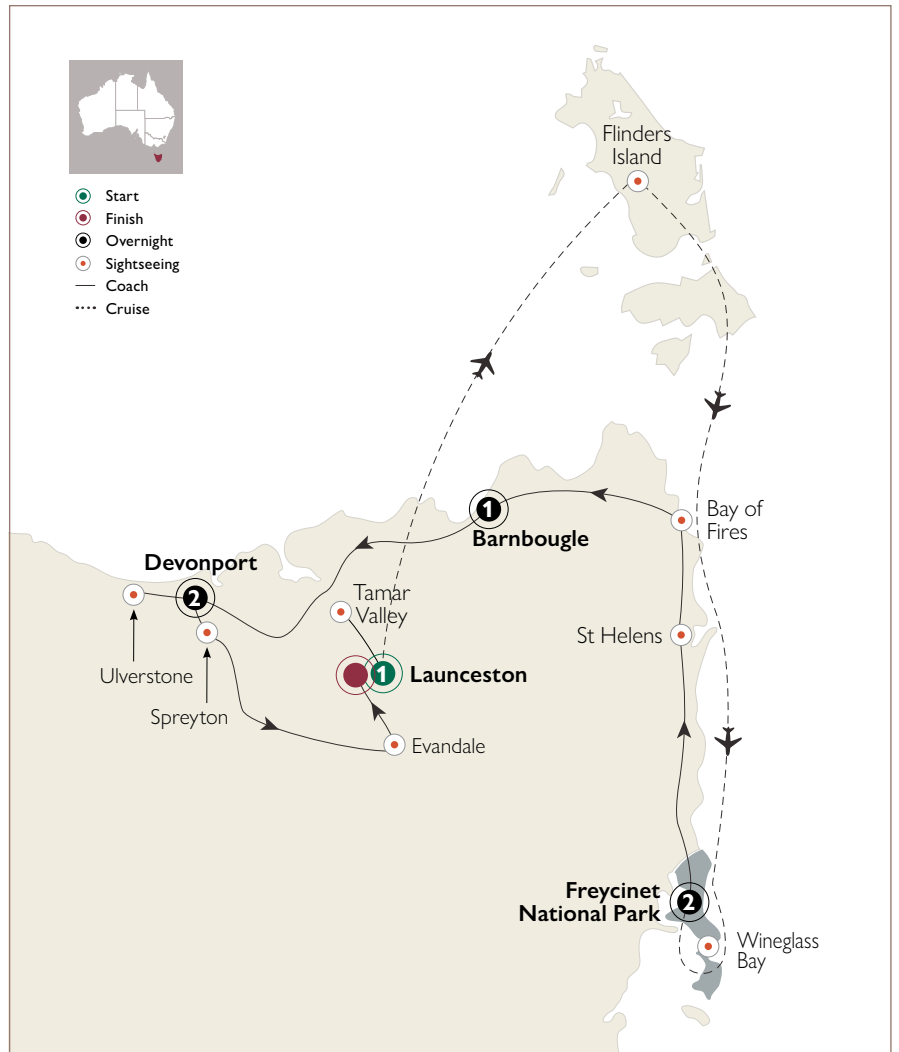 Start
Finish
Overnight
Sightseeing
Coach
Cruise
Flinders
Island
1
Barnbougle
Bay of
Fires
Devonport
2
Tamar
Valley
Ulverstone
Spreyton
1
Launceston
St Helens
Evandale
Freycinet
National Park
2
Wineglass
Bay